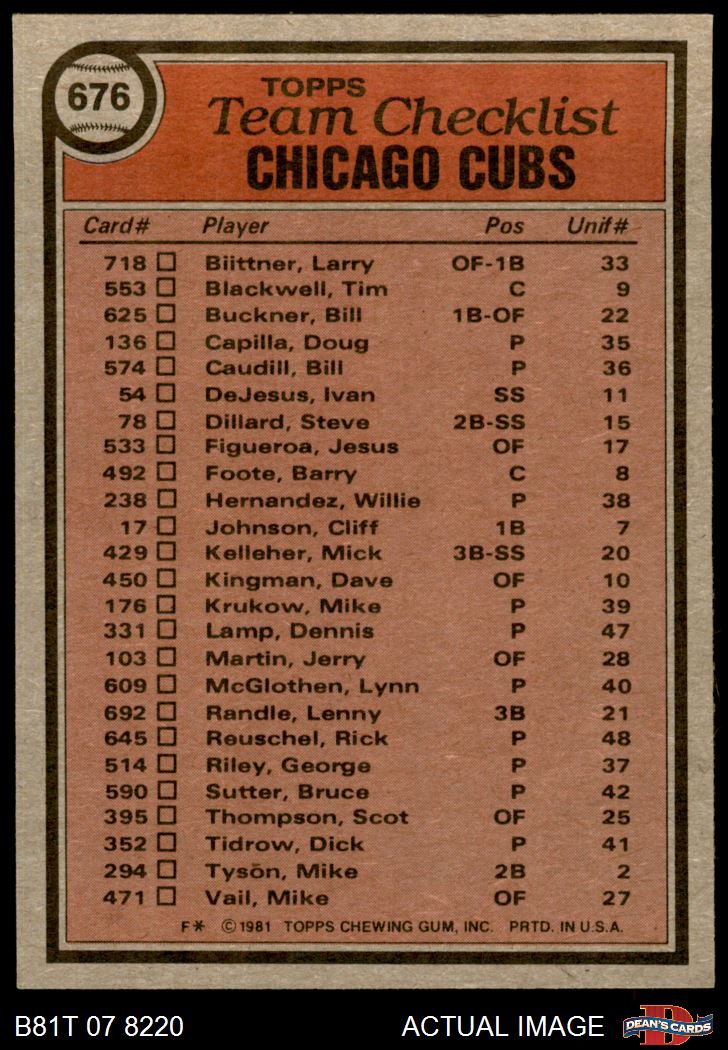 676
TOPPS
Team Checklist
CHICAGO CUBS
Card# Player Pos Unif#
718 Biittner, Larry OF-1B 33
553 Blackwell, Tim C 9
625 Buckner, Bill 1B-OF 22
136 Capilla, Doug P 35
574 Caudill, Bill P 36
54 DeJesus, Ivan SS 11
78 Dillard, Steve 2B-SS 15
533 Figueroa, Jesus OF 17
492 Foote, Barry C 8
238 Hernandez, Willie P 38
17 Johnson, Cliff 1B 7
429 Kelleher, Mick 3B-SS 20
450 Kingman, Dave OF 10
176 Krukow, Mike P 39
331 Lamp, Dennis P 47
103 Martin, Jerry OF 28
609 McGlothen, Lynn P 40
692 Randle, Lenny 3B 21
645 Reuschel, Rick P 48
514 Riley, George P 37
590 Sutter, Bruce P 42
395 Thompson, Scot OF 25
352 Tidrow, Dick P 41
294 Tyson, Mike 2B 2
471 Vail, Mike OF 27
F* ©1981 TOPPS CHEWING GUM, INC. PRTD. IN U.S.A.
B81T 07 8220 ACTUAL IMAGE
D
DEAN'S CARDS